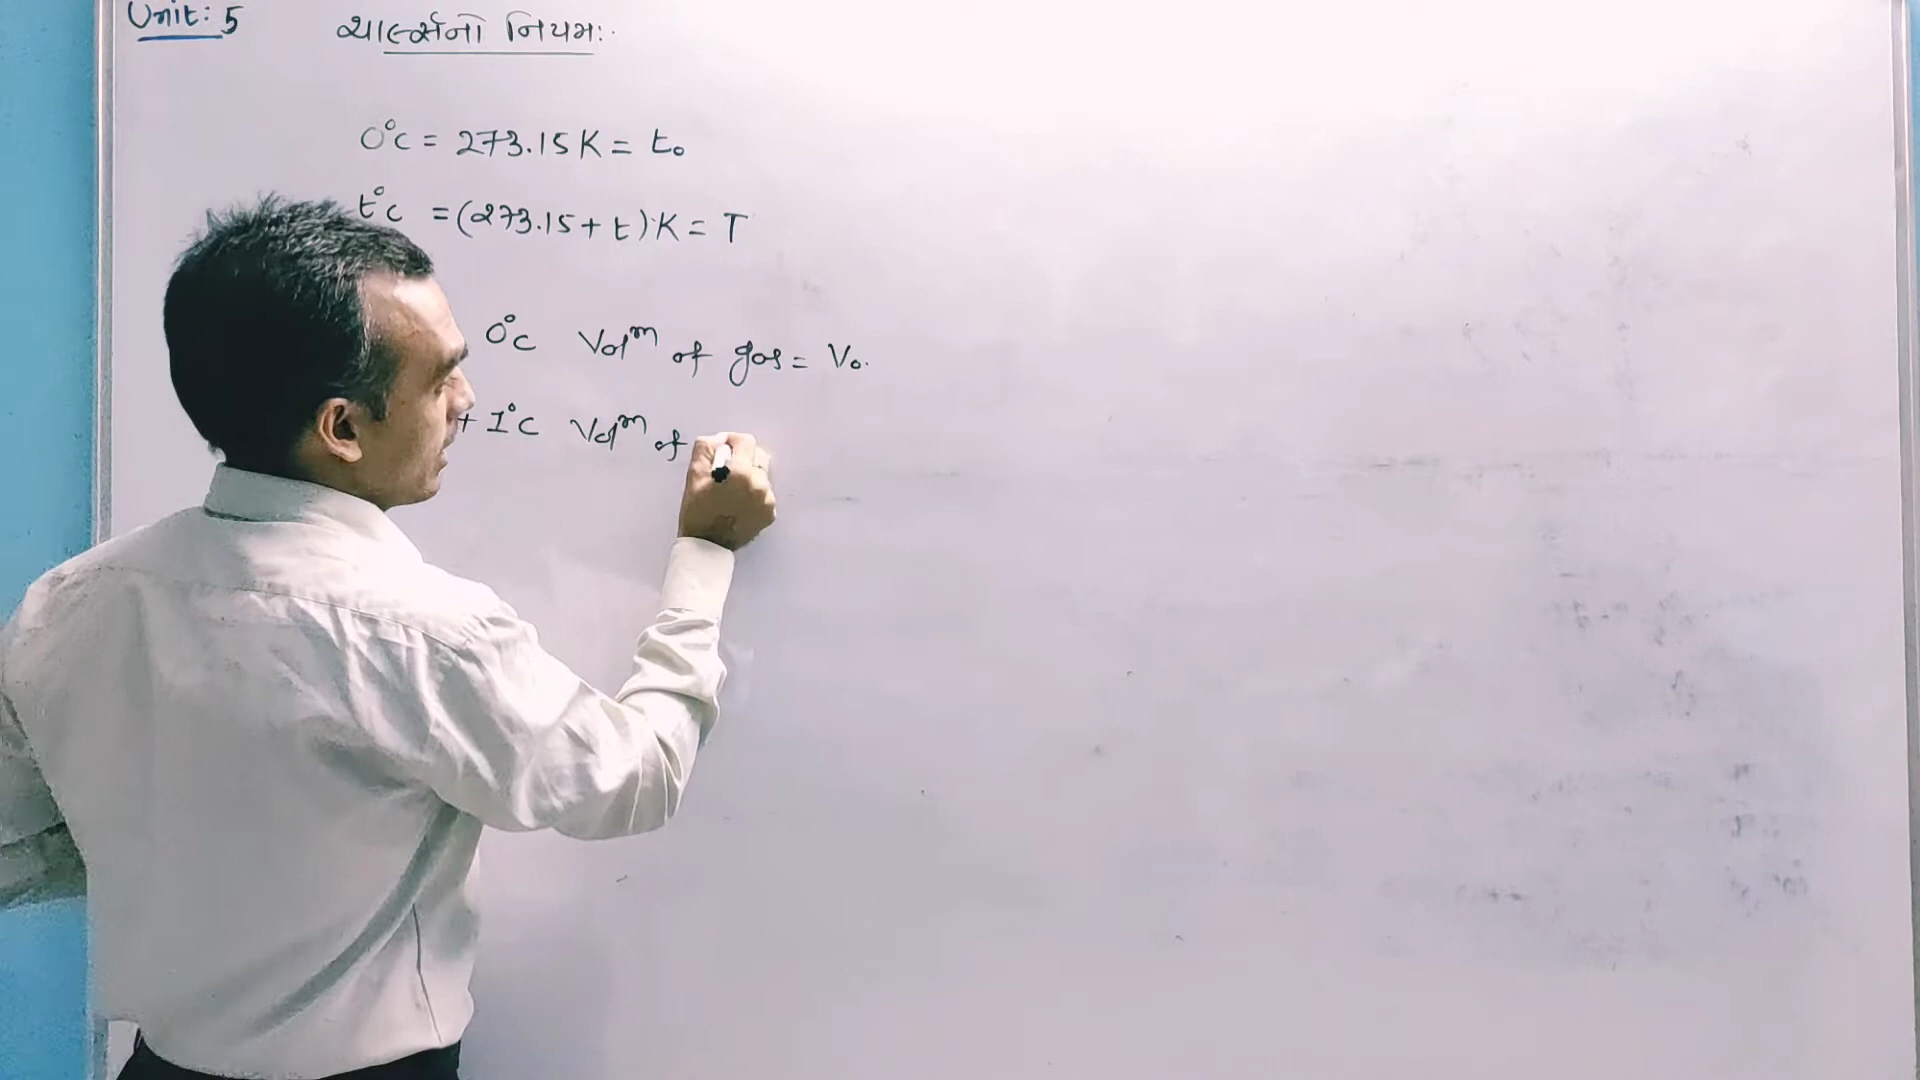 Unit: 5
ચાર્લ્સનો નિયમ:
0°C = 273.15 K = t₀
t°C = (273.15 + t) K = T
0°C Volᵐ of gas = V₀.
+ 1°C Volᵐ of